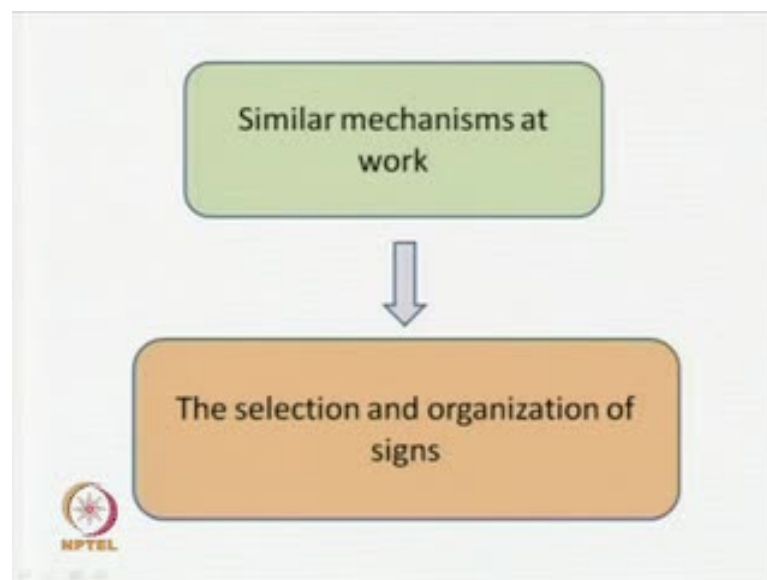 Similar mechanisms at
work
The selection and organization of
signs
NPTEL